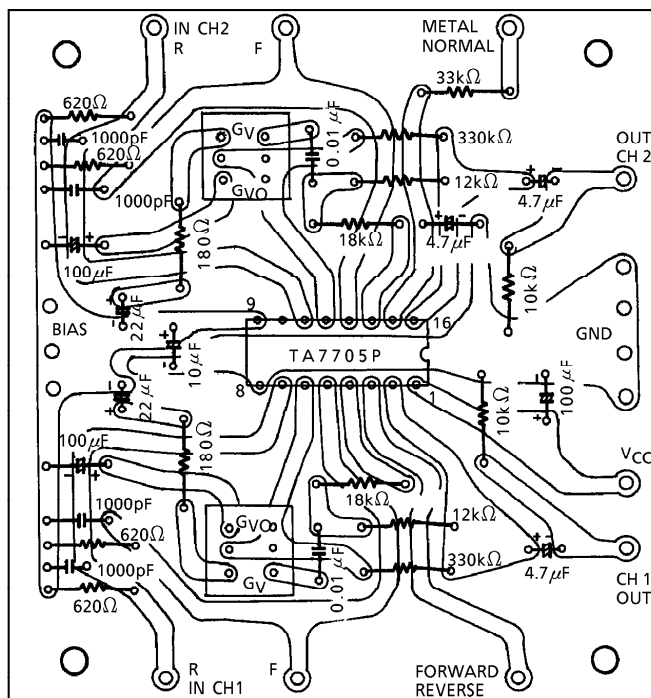 IN CH2
R F
METAL
NORMAL
33kΩ
620Ω
1000pF
620Ω
GV
0.01 μF
330kΩ
OUT
CH 2
1000pF
GVO
12kΩ
+ -
4.7μF
- +
100μF
180Ω
18kΩ
+ -
4.7μF
10kΩ
BIAS
-
+
22μF
+
-
10μF
9
16
TA7705P
GND
8
1
-
+
22μF
100μF
- +
180Ω
10kΩ
-
+
100μF
VCC
18kΩ
1000pF
GVO
12kΩ
620Ω
1000pF
GV
0.01 μF
330kΩ
+ -
4.7μF
CH 1
OUT
620Ω
R F
IN CH1
FORWARD
REVERSE